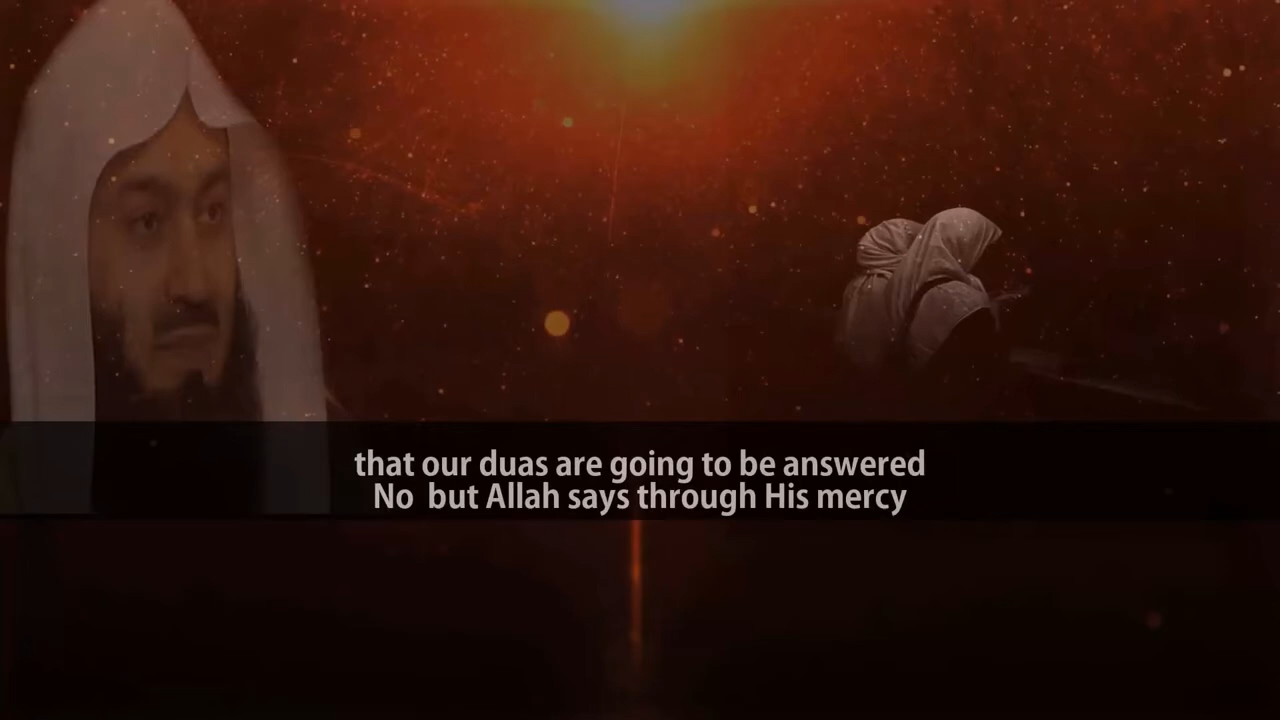 that our duas are going to be answered
No  but Allah says through His mercy